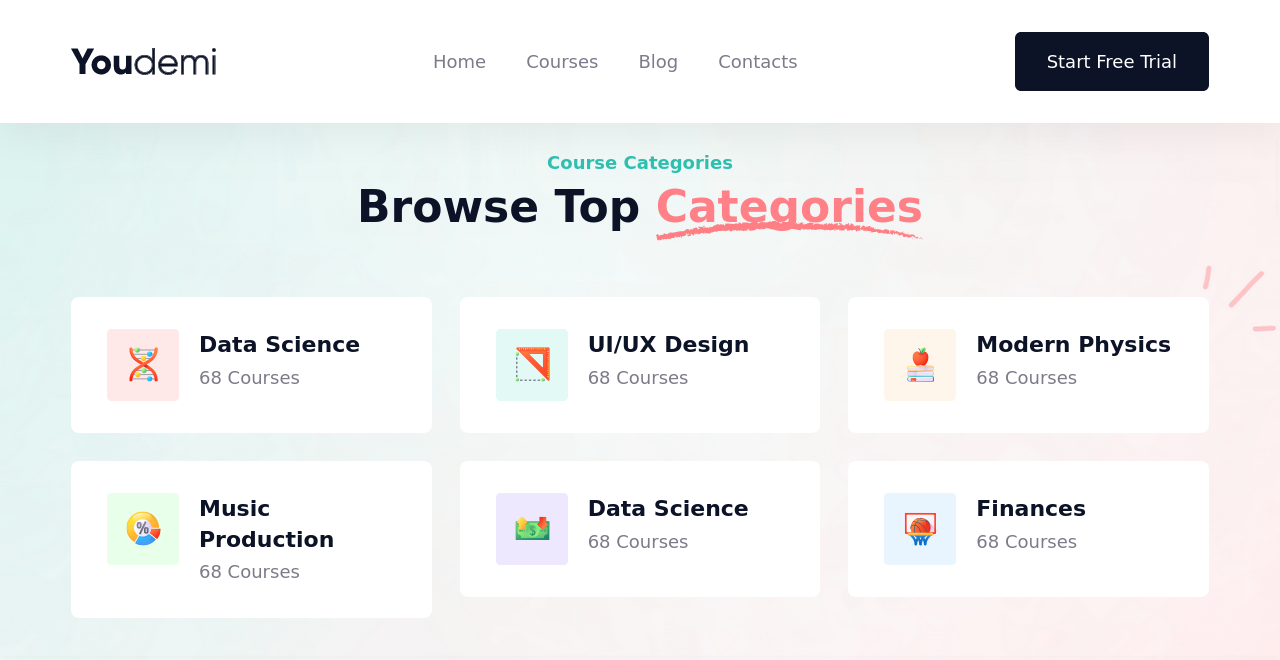 Youdemi
Home Courses Blog Contacts
Start Free Trial
Course Categories
Browse Top Categories
Data Science
68 Courses
UI/UX Design
68 Courses
Modern Physics
68 Courses
%
Music
Production
68 Courses
$
Data Science
68 Courses
Finances
68 Courses